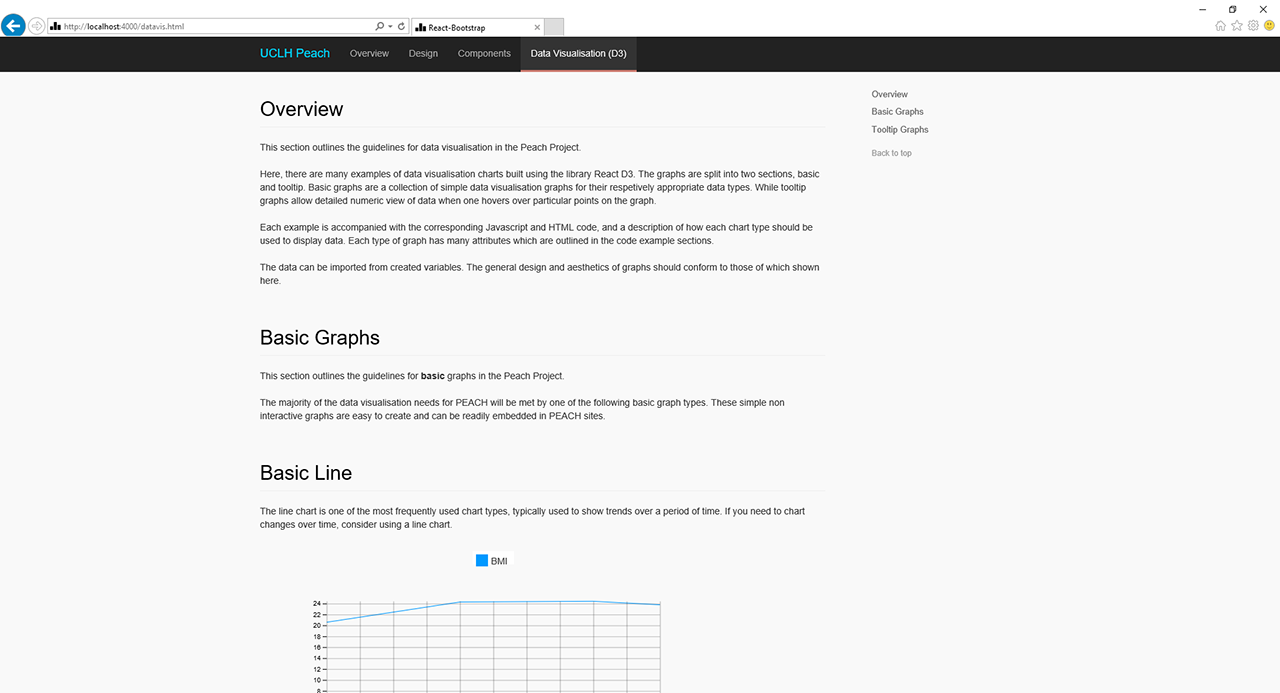 http://localhost:4000/datavis.html
React-Bootstrap
UCLH Peach Overview Design Components Data Visualisation (D3)
Overview
Basic Graphs
Tooltip Graphs
Back to top
Overview
This section outlines the guidelines for data visualisation in the Peach Project.
Here, there are many examples of data visualisation charts built using the library React D3. The graphs are split into two sections, basic
and tooltip. Basic graphs are a collection of simple data visualisation graphs for their respetively appropriate data types. While tooltip
graphs allow detailed numeric view of data when one hovers over particular points on the graph.
Each example is accompanied with the corresponding Javascript and HTML code, and a description of how each chart type should be
used to display data. Each type of graph has many attributes which are outlined in the code example sections.
The data can be imported from created variables. The general design and aesthetics of graphs should conform to those of which shown
here.
Basic Graphs
This section outlines the guidelines for basic graphs in the Peach Project.
The majority of the data visualisation needs for PEACH will be met by one of the following basic graph types. These simple non
interactive graphs are easy to create and can be readily embedded in PEACH sites.
Basic Line
The line chart is one of the most frequently used chart types, typically used to show trends over a period of time. If you need to chart
changes over time, consider using a line chart.
BMI
24
22
20
18
16
14
12
10
8